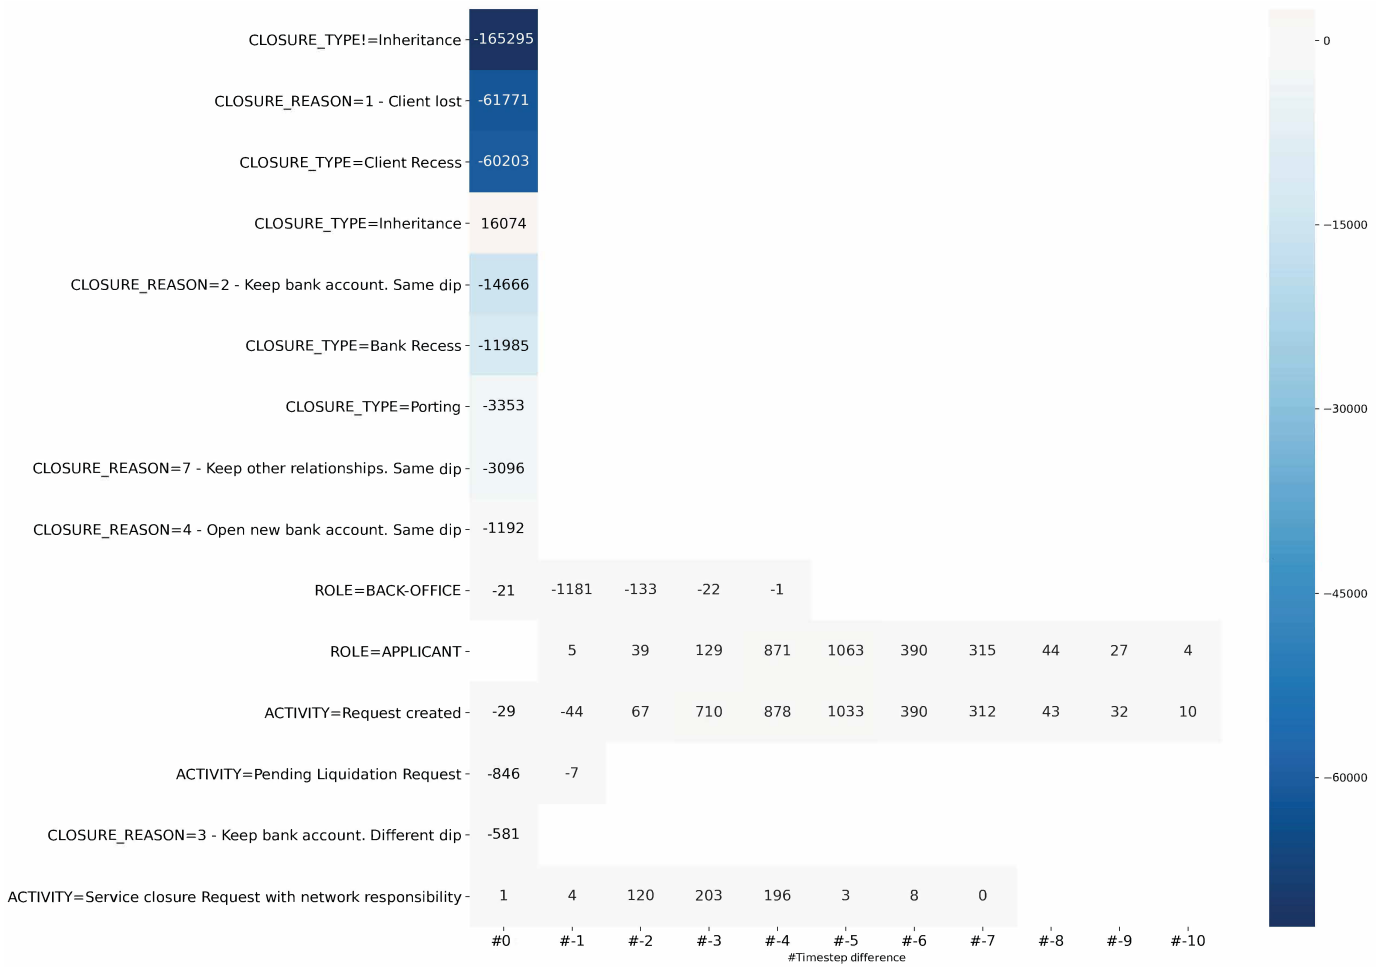 CLOSURE_TYPE!=Inheritance -165295
CLOSURE_REASON=1 - Client lost -61771
CLOSURE_TYPE=Client Recess -60203
CLOSURE_TYPE=Inheritance 16074
CLOSURE_REASON=2 - Keep bank account. Same dip -14666
CLOSURE_TYPE=Bank Recess -11985
CLOSURE_TYPE=Porting -3353
CLOSURE_REASON=7 - Keep other relationships. Same dip -3096
CLOSURE_REASON=4 - Open new bank account. Same dip -1192
ROLE=BACK-OFFICE -21 -1181 -133 -22 -1
ROLE=APPLICANT 5 39 129 871 1063 390 315 44 27 4
ACTIVITY=Request created -29 -44 67 710 878 1033 390 312 43 32 10
ACTIVITY=Pending Liquidation Request -846 -7
CLOSURE_REASON=3 - Keep bank account. Different dip -581
ACTIVITY=Service closure Request with network responsibility 1 4 120 203 196 3 8 0
#0 #-1 #-2 #-3 #-4 #-5 #-6 #-7 #-8 #-9 #-10
#Timestep difference
0
−15000
−30000
−45000
−60000